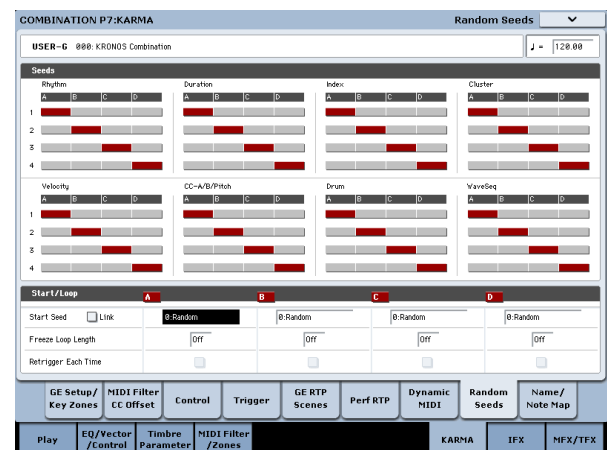 COMBINATION P7:KARMA Random Seeds
USER-G 000: KRONOS Combination ♩ = 120.00
Seeds
Rhythm Duration Index Cluster
A B C D A B C D A B C D A B C D
1
2
3
4
Velocity CC-A/B/Pitch Drum WaveSeq
A B C D A B C D A B C D A B C D
1
2
3
4
Start/Loop A B C D
Start Seed Link 0:Random 0:Random 0:Random 0:Random
Freeze Loop Length Off Off Off Off
Retrigger Each Time
GE Setup/ MIDI Filter Control Trigger GE RTP Perf RTP Dynamic Random Name/
Key Zones CC Offset Scenes MIDI Seeds Note Map
Play EQ/Vector Timbre MIDI Filter KARMA IFX MFX/TFX
/Control Parameter /Zones